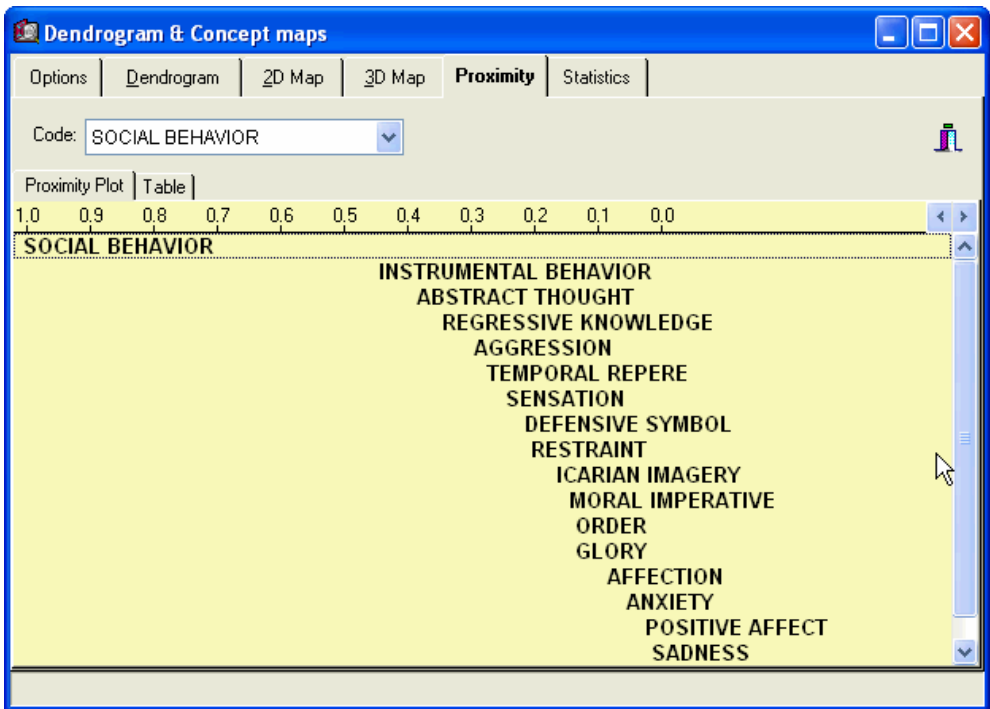 Dendrogram & Concept maps
Options Dendrogram 2D Map 3D Map Proximity Statistics
Code: SOCIAL BEHAVIOR
Proximity Plot Table
1.0 0.9 0.8 0.7 0.6 0.5 0.4 0.3 0.2 0.1 0.0
SOCIAL BEHAVIOR
INSTRUMENTAL BEHAVIOR
ABSTRACT THOUGHT
REGRESSIVE KNOWLEDGE
AGGRESSION
TEMPORAL REPERE
SENSATION
DEFENSIVE SYMBOL
RESTRAINT
ICARIAN IMAGERY
MORAL IMPERATIVE
ORDER
GLORY
AFFECTION
ANXIETY
POSITIVE AFFECT
SADNESS